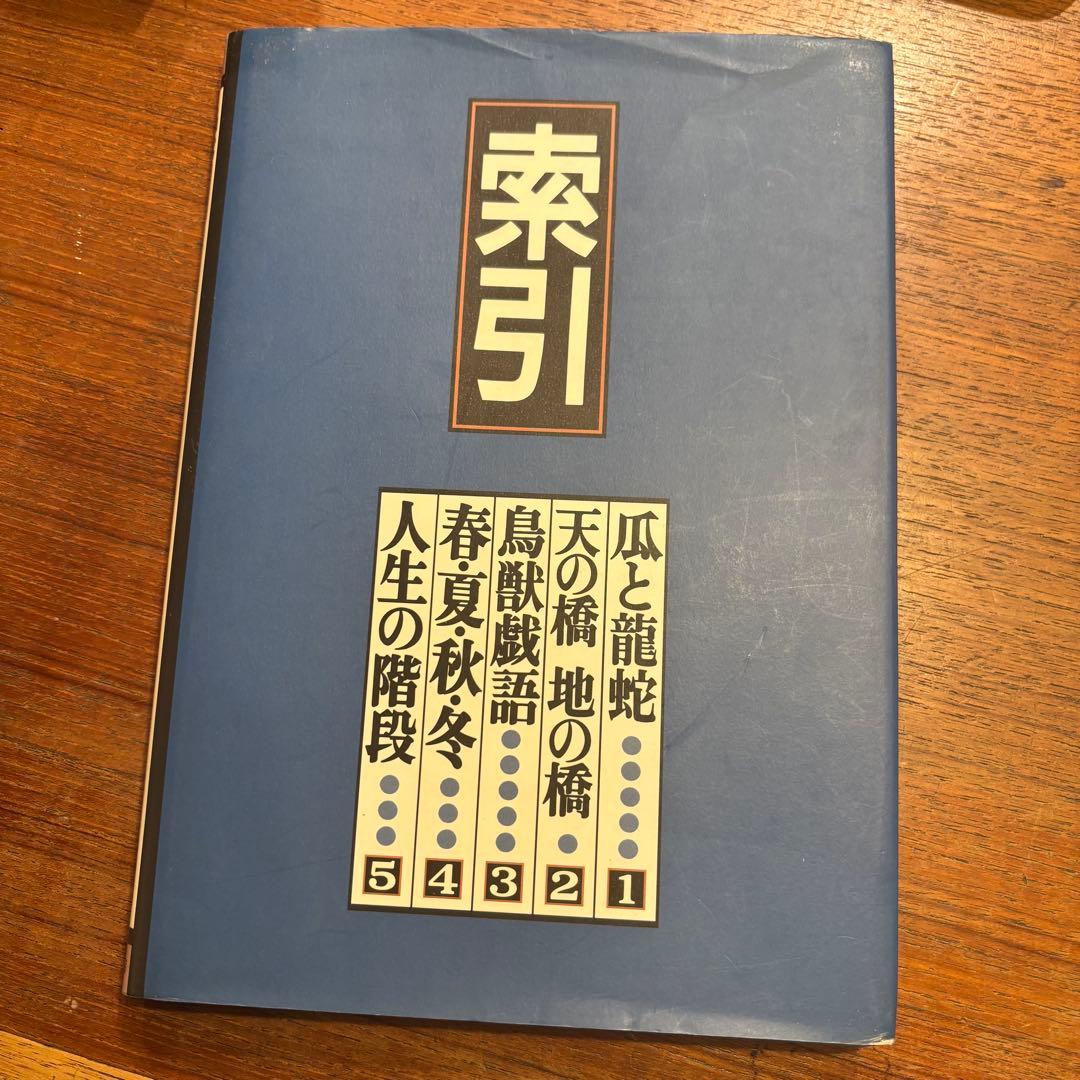 索引
瓜と龍蛇●●●●●1
天の橋 地の橋●2
鳥獣戯語●●●●●3
春・夏・秋・冬●●●4
人生の階段●●●5